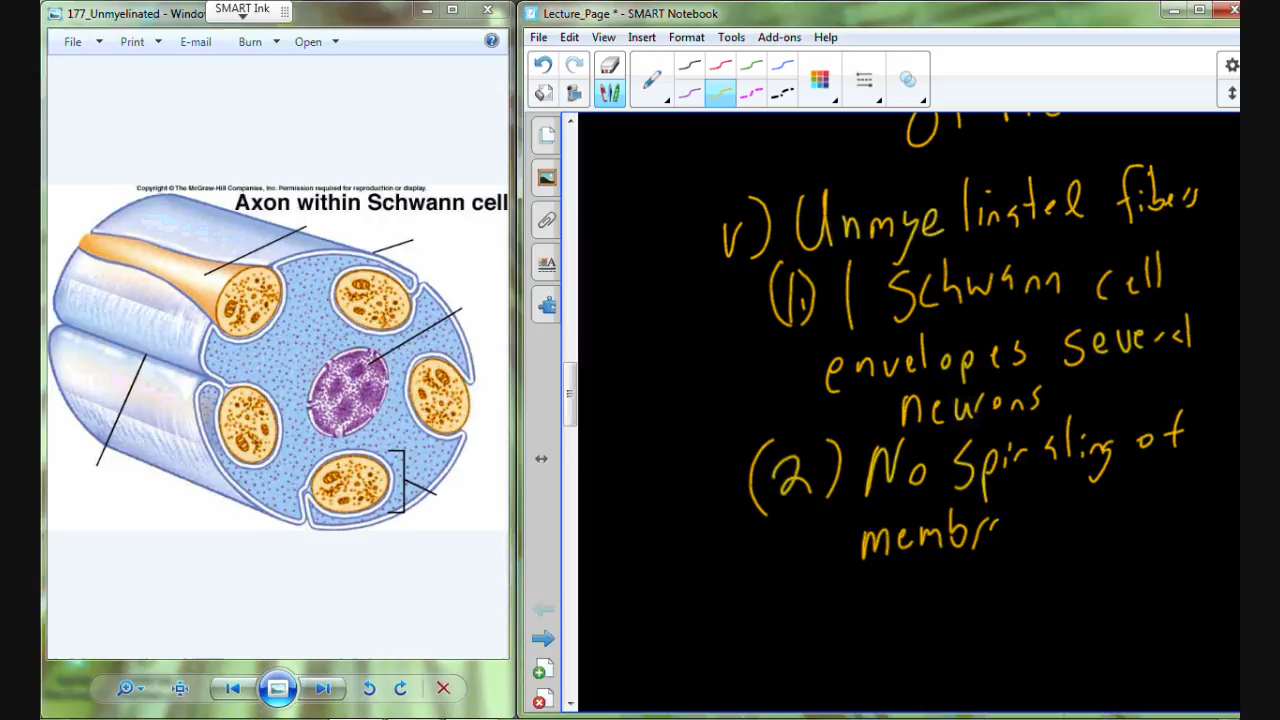 177_Unmyelinated - Windo
SMART Ink
File Print E-mail Burn Open
Copyright © The McGraw-Hill Companies, Inc. Permission required for reproduction or display.
Axon within Schwann cell
Lecture_Page * - SMART Notebook
File Edit View Insert Format Tools Add-ons Help
v) Unmyelinated fibers
(1) 1 Schwann cell
envelopes several
neurons
(2) No spiraling of
membr